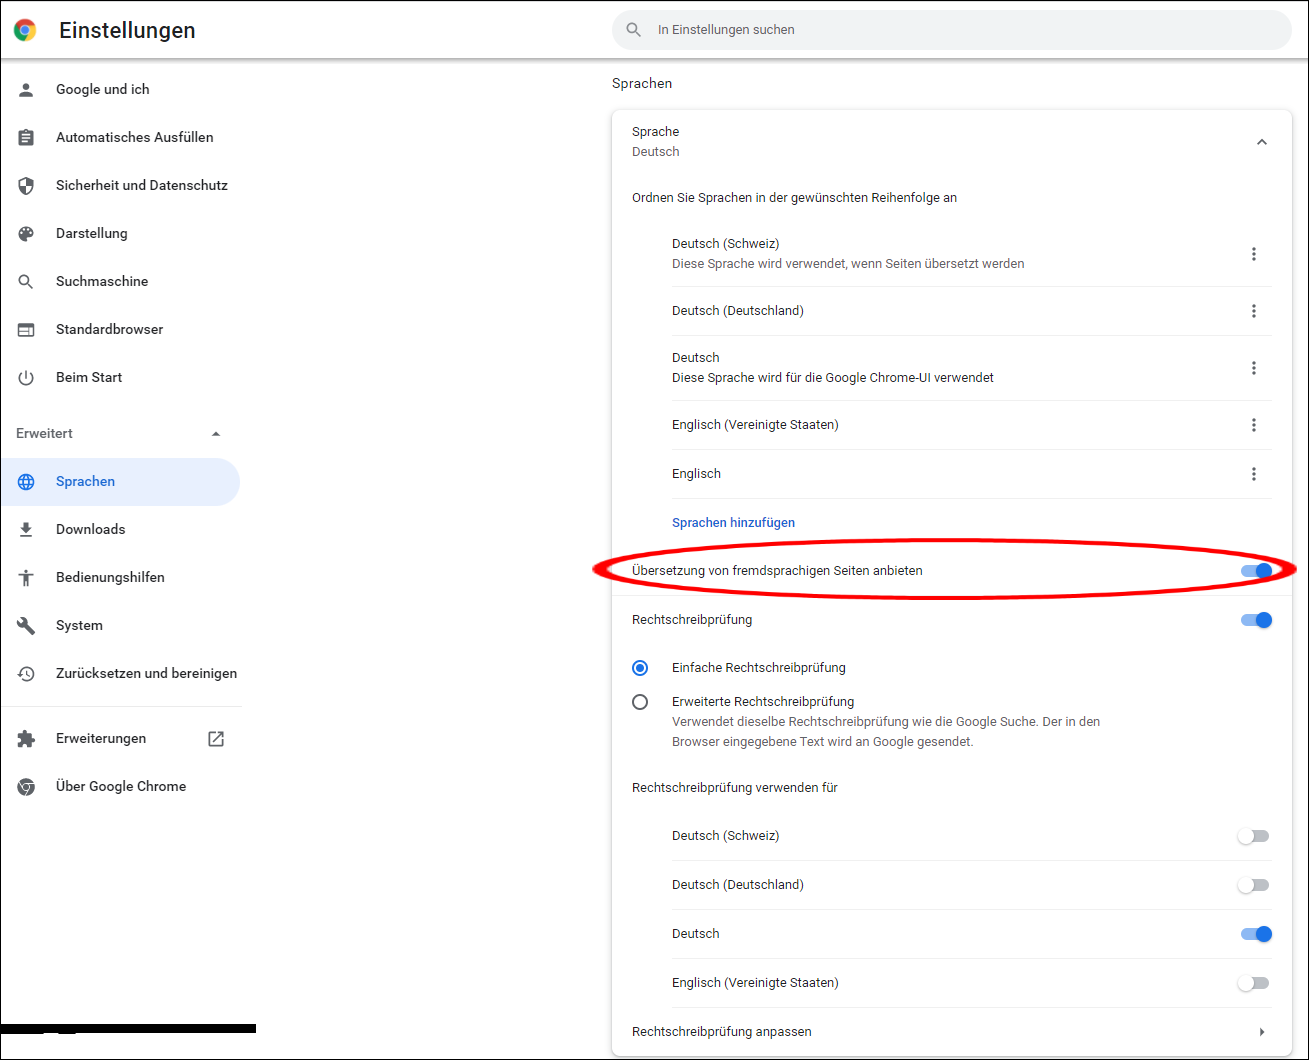 Einstellungen
In Einstellungen suchen
Google und ich
Automatisches Ausfüllen
Sicherheit und Datenschutz
Darstellung
Suchmaschine
Standardbrowser
Beim Start
Erweitert
Sprachen
Downloads
Bedienungshilfen
System
Zurücksetzen und bereinigen
Erweiterungen
Über Google Chrome
Sprachen
Sprache
Deutsch
Ordnen Sie Sprachen in der gewünschten Reihenfolge an
Deutsch (Schweiz)
Diese Sprache wird verwendet, wenn Seiten übersetzt werden
Deutsch (Deutschland)
Deutsch
Diese Sprache wird für die Google Chrome-UI verwendet
Englisch (Vereinigte Staaten)
Englisch
Sprachen hinzufügen
Übersetzung von fremdsprachigen Seiten anbieten
Rechtschreibprüfung
Einfache Rechtschreibprüfung
Erweiterte Rechtschreibprüfung
Verwendet dieselbe Rechtschreibprüfung wie die Google Suche. Der in den
Browser eingegebene Text wird an Google gesendet.
Rechtschreibprüfung verwenden für
Deutsch (Schweiz)
Deutsch (Deutschland)
Deutsch
Englisch (Vereinigte Staaten)
Rechtschreibprüfung anpassen